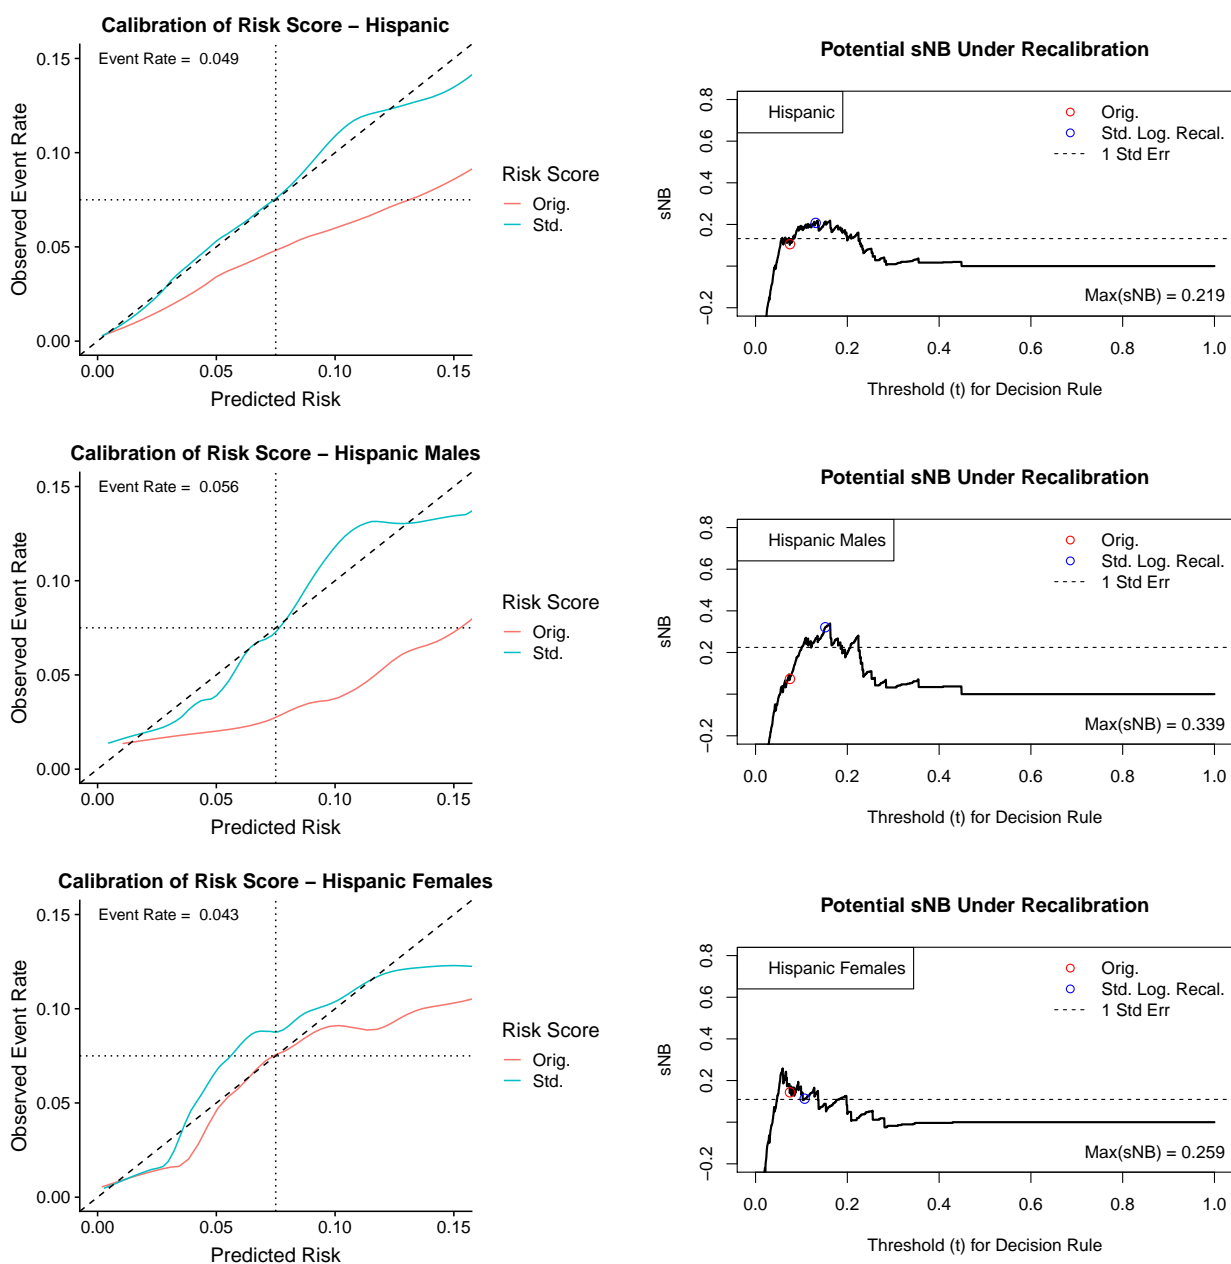 Calibration of Risk Score – Hispanic
Event Rate = 0.049
Observed Event Rate
0.15
0.10
0.05
0.00
0.00 0.05 0.10 0.15
Predicted Risk
Risk Score
Orig.
Std.
Potential sNB Under Recalibration
Hispanic
Orig.
Std. Log. Recal.
1 Std Err
sNB
0.8
0.6
0.4
0.2
0.0
−0.2
Max(sNB) = 0.219
0.0 0.2 0.4 0.6 0.8 1.0
Threshold (t) for Decision Rule
Calibration of Risk Score – Hispanic Males
Event Rate = 0.056
Observed Event Rate
0.15
0.10
0.05
0.00
0.00 0.05 0.10 0.15
Predicted Risk
Risk Score
Orig.
Std.
Potential sNB Under Recalibration
Hispanic Males
Orig.
Std. Log. Recal.
1 Std Err
sNB
0.8
0.6
0.4
0.2
0.0
−0.2
Max(sNB) = 0.339
0.0 0.2 0.4 0.6 0.8 1.0
Threshold (t) for Decision Rule
Calibration of Risk Score – Hispanic Females
Event Rate = 0.043
Observed Event Rate
0.15
0.10
0.05
0.00
0.00 0.05 0.10 0.15
Predicted Risk
Risk Score
Orig.
Std.
Potential sNB Under Recalibration
Hispanic Females
Orig.
Std. Log. Recal.
1 Std Err
sNB
0.8
0.6
0.4
0.2
0.0
−0.2
Max(sNB) = 0.259
0.0 0.2 0.4 0.6 0.8 1.0
Threshold (t) for Decision Rule